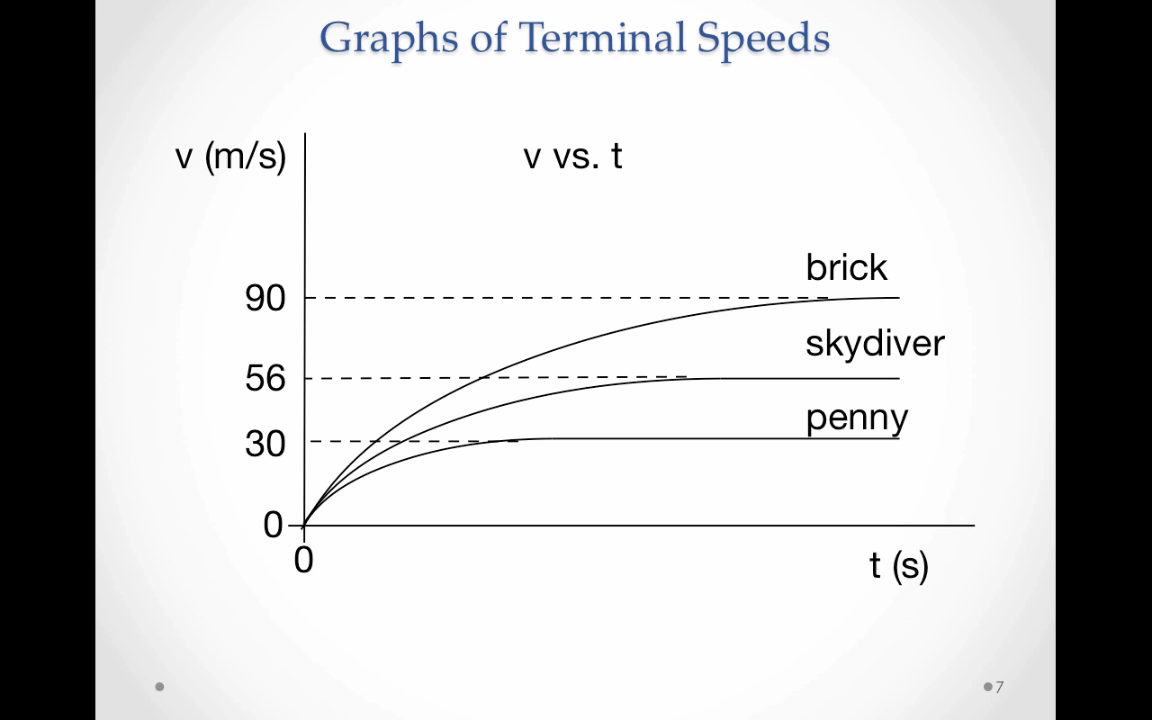 Graphs of Terminal Speeds
v (m/s)
v vs. t
brick
90
skydiver
56
penny
30
0
0
t (s)
7